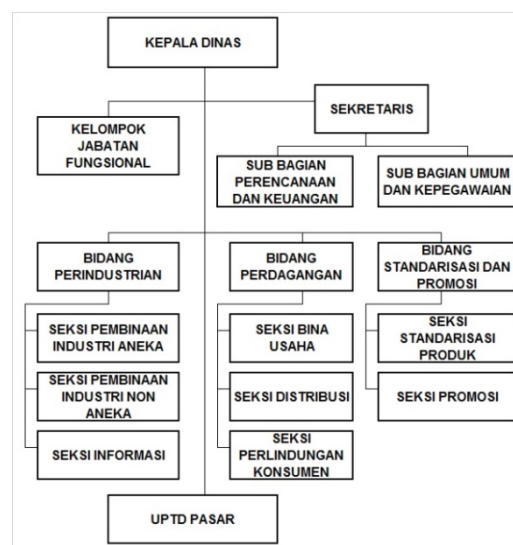 KEPALA DINAS
SEKRETARIS
KELOMPOK
JABATAN
FUNGSIONAL
SUB BAGIAN
PERENCANAAN
DAN KEUANGAN
SUB BAGIAN UMUM
DAN KEPEGAWAIAN
BIDANG
PERINDUSTRIAN
BIDANG
PERDAGANGAN
BIDANG
STANDARISASI DAN
PROMOSI
SEKSI PEMBINAAN
INDUSTRI ANEKA
SEKSI BINA
USAHA
SEKSI
STANDARISASI
PRODUK
SEKSI PEMBINAAN
INDUSTRI NON
ANEKA
SEKSI DISTRIBUSI
SEKSI PROMOSI
SEKSI INFORMASI
SEKSI
PERLINDUNGAN
KONSUMEN
UPTD PASAR